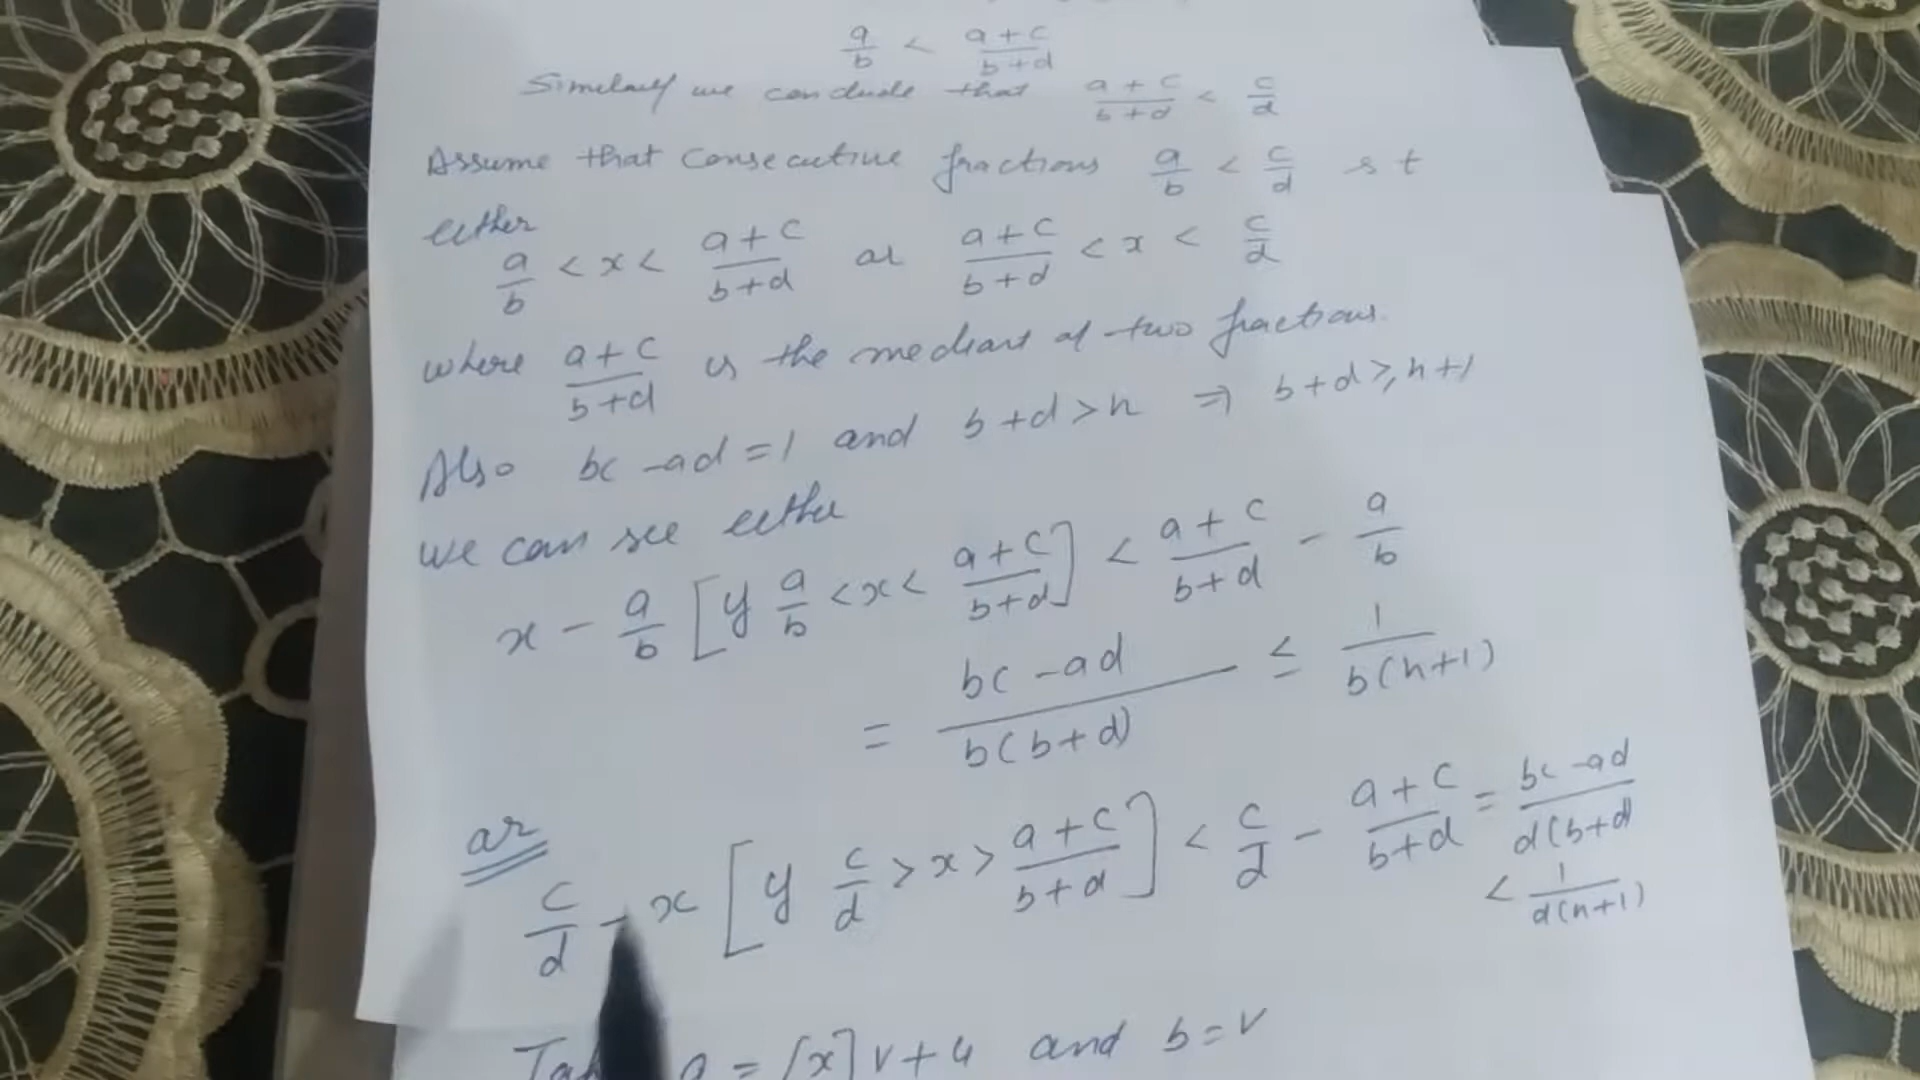 a/b < a+c/b+d
Similarly we conclude that a+c/b+d < c/d
Assume that consecutive fractions a/b < c/d s t
either
a/b < x < a+c/b+d or a+c/b+d < x < c/d
where a+c/b+d is the mediant of two fractions.
Also bc -ad = 1 and b+d > n ⇒ b+d ≥ n+1
we can see either
x - a/b [if a/b < x < a+c/b+d] < a+c/b+d - a/b
= bc -ad/b(b+d) ≤ 1/b(n+1)
or
c/d - x [if c/d > x > a+c/b+d] < c/d - a+c/b+d = bc -ad/d(b+d)
< 1/d(n+1)
a = [x] v + u and b = v